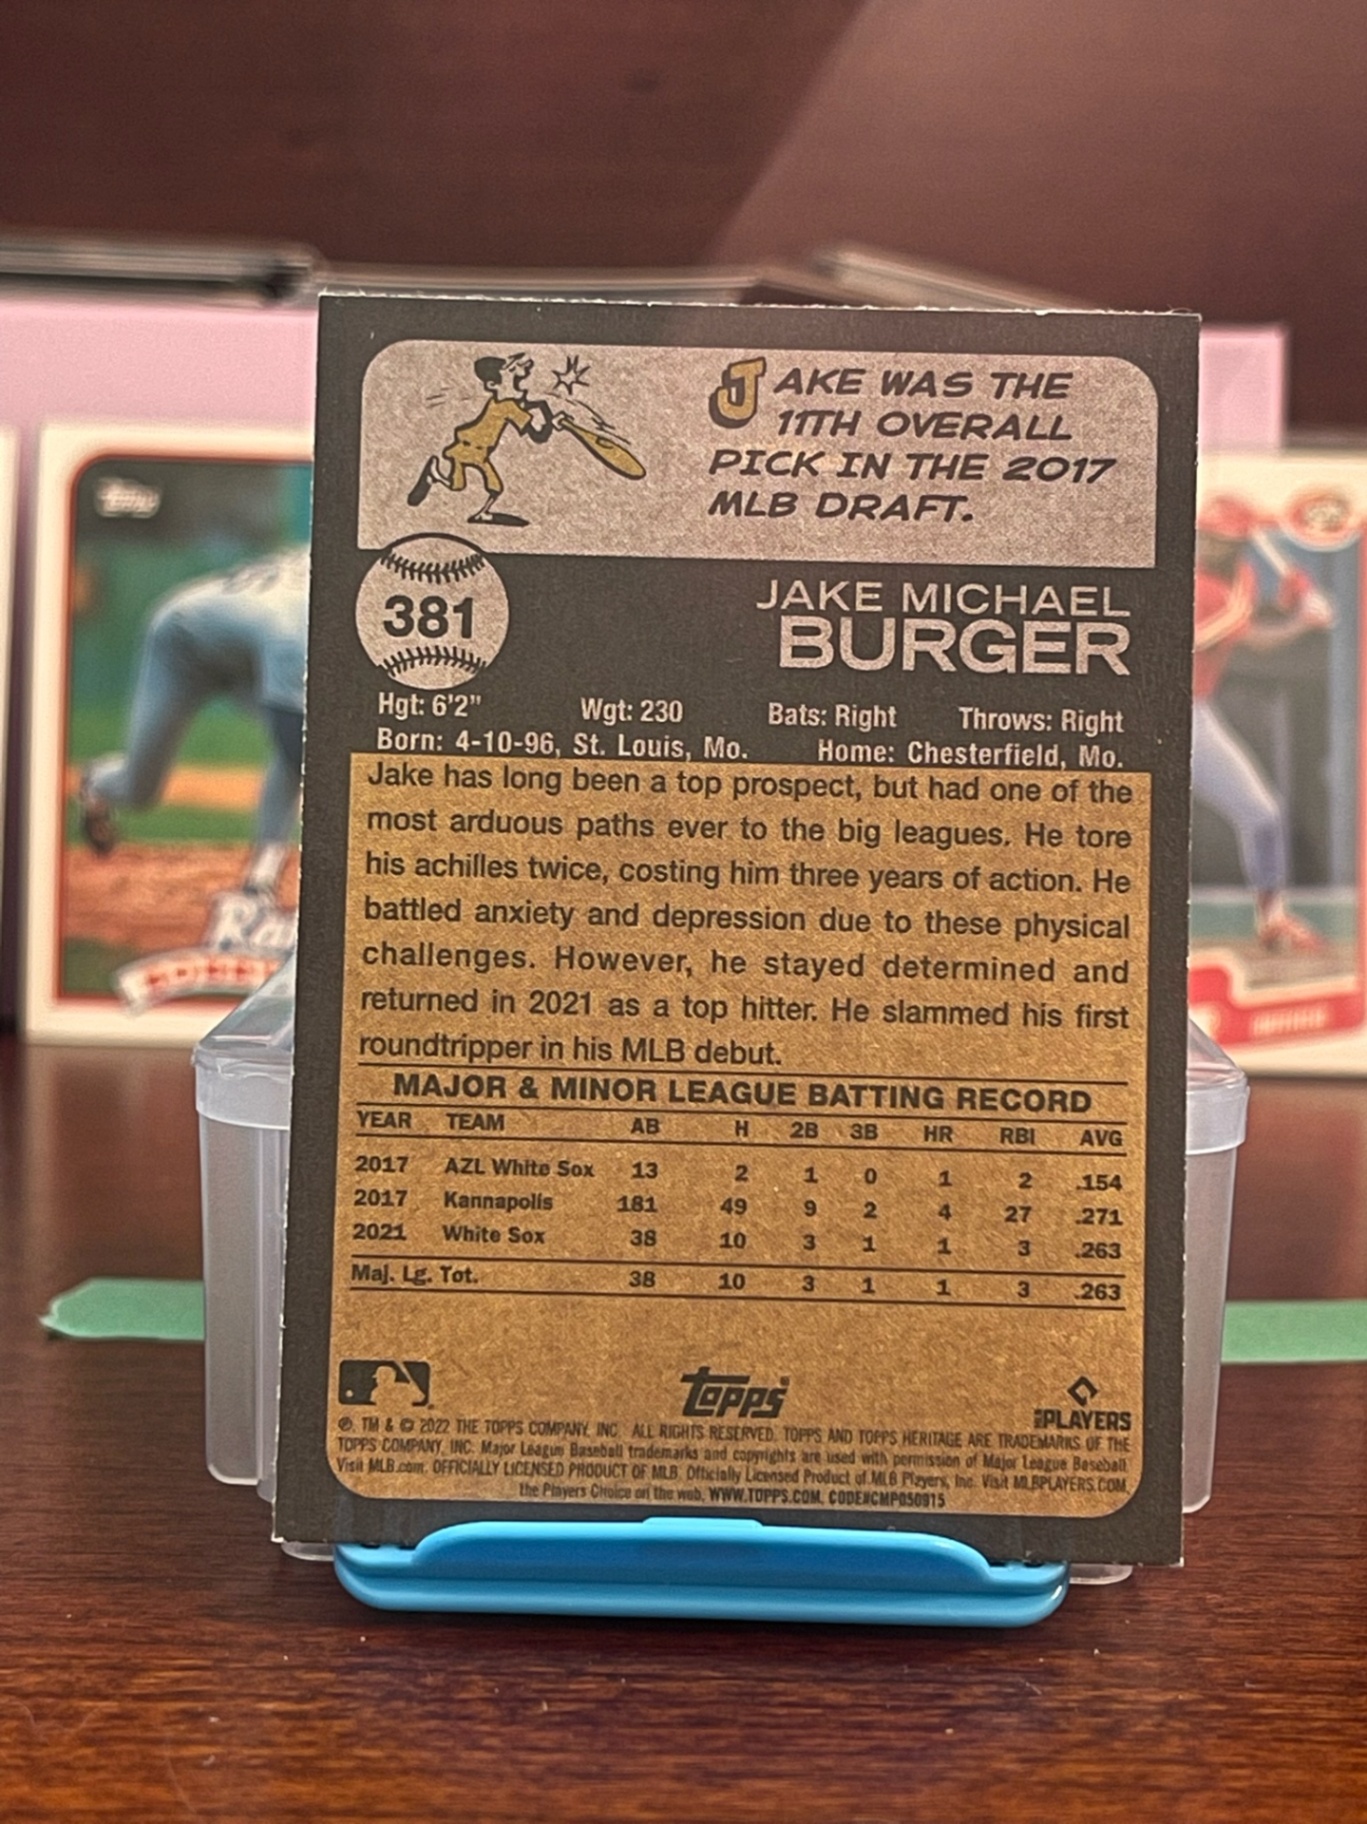 JAKE WAS THE
11TH OVERALL
PICK IN THE 2017
MLB DRAFT.
381
JAKE MICHAEL
BURGER
Hgt: 6'2" Wgt: 230 Bats: Right Throws: Right
Born: 4-10-96, St. Louis, Mo. Home: Chesterfield, Mo.
Jake has long been a top prospect, but had one of the
most arduous paths ever to the big leagues. He tore
his achilles twice, costing him three years of action. He
battled anxiety and depression due to these physical
challenges. However, he stayed determined and
returned in 2021 as a top hitter. He slammed his first
roundtripper in his MLB debut.
MAJOR & MINOR LEAGUE BATTING RECORD
YEAR TEAM AB H 2B 3B HR RBI AVG
2017 AZL White Sox 13 2 1 0 1 2 .154
2017 Kannapolis 181 49 9 2 4 27 .271
2021 White Sox 38 10 3 1 1 3 .263
Maj. Lg. Tot. 38 10 3 1 1 3 .263
topps
PLAYERS
℗, TM & © 2022 THE TOPPS COMPANY, INC. ALL RIGHTS RESERVED. TOPPS AND TOPPS HERITAGE ARE TRADEMARKS OF THE
TOPPS COMPANY, INC. Major League Baseball trademarks and copyrights are used with permission of Major League Baseball.
Visit MLB.com. OFFICIALLY LICENSED PRODUCT OF MLB Players, Inc. Visit MLBPLAYERS.COM,
the Players Choice on the web. WWW.TOPPS.COM. CODE#CMP050915
Topps